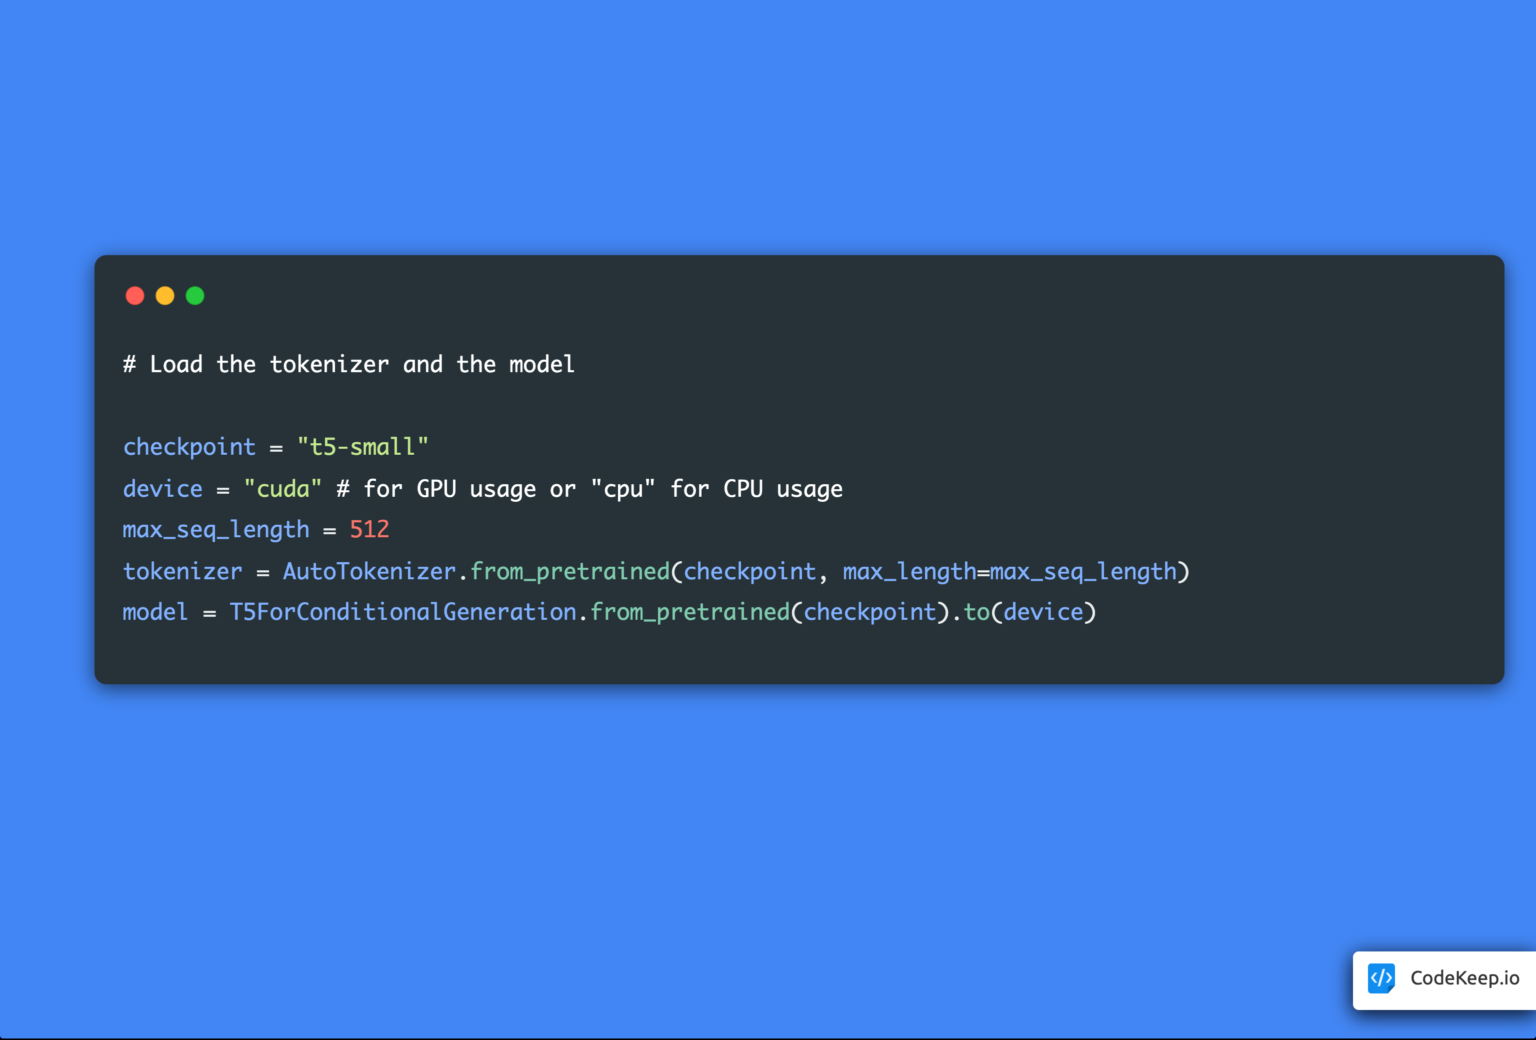 # Load the tokenizer and the model
checkpoint = "t5-small"
device = "cuda" # for GPU usage or "cpu" for CPU usage
max_seq_length = 512
tokenizer = AutoTokenizer.from_pretrained(checkpoint, max_length=max_seq_length)
model = T5ForConditionalGeneration.from_pretrained(checkpoint).to(device)
</> CodeKeep.io